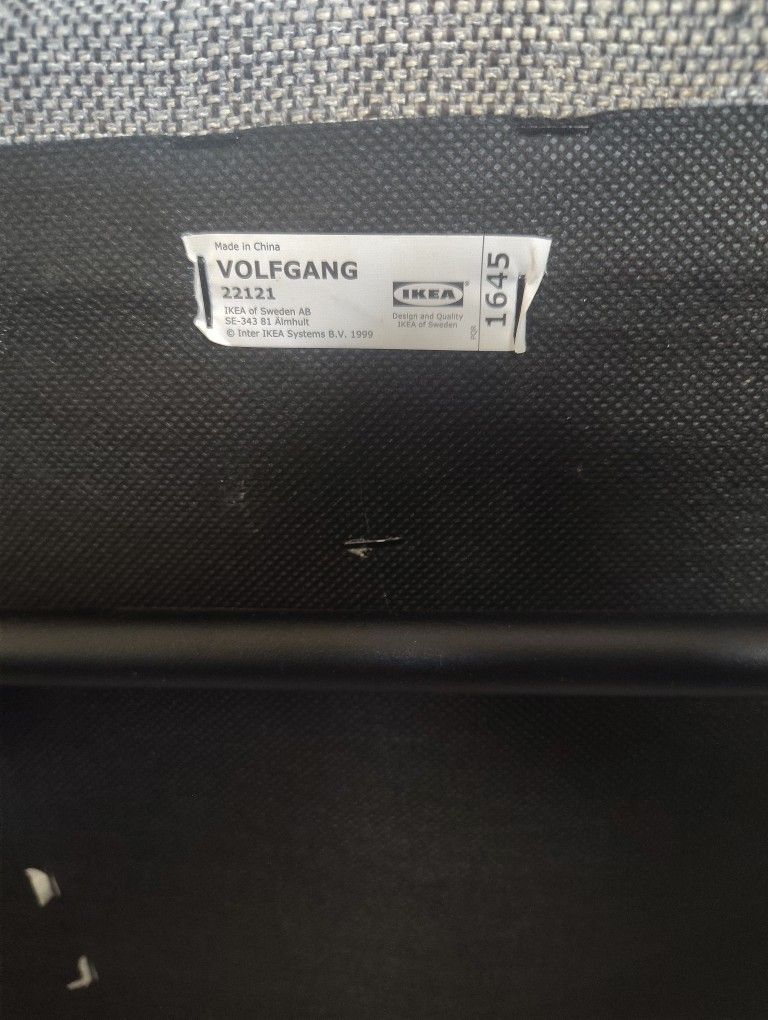 Made in China
VOLFGANG
22121
IKEA of Sweden AB
SE-343 81 Älmhult
© Inter IKEA Systems B.V. 1999
IKEA®
Design and Quality
IKEA of Sweden
PQR
1645